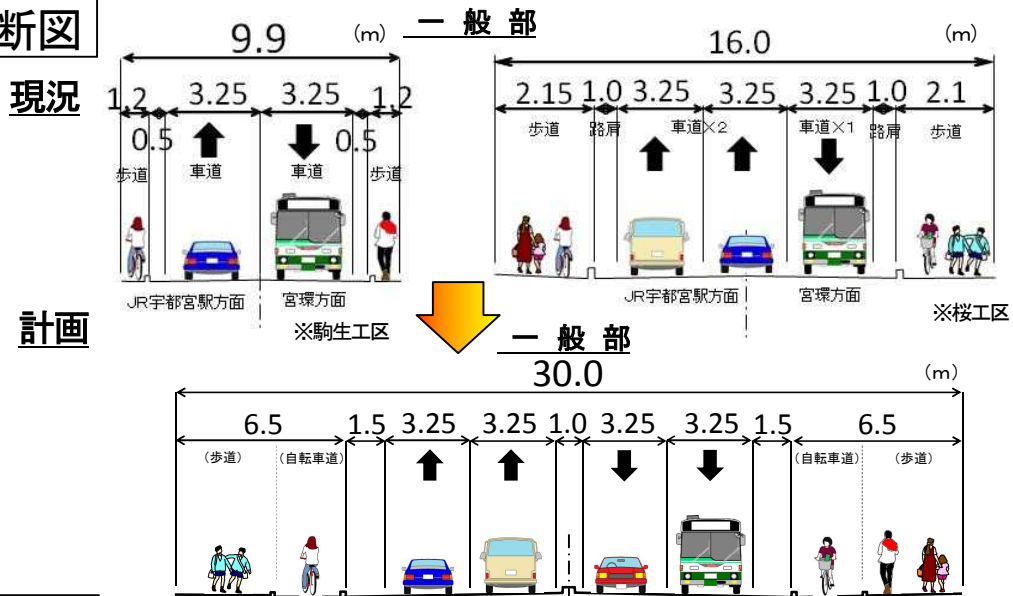 断図
一般部
現況
9.9
(m)
1.2 3.25 3.25 1.2
0.5 0.5
歩道 車道 車道 歩道
JR宇都宮駅方面 宮環方面
※駒生工区
16.0
(m)
2.15 1.0 3.25 3.25 3.25 1.0 2.1
歩道 路肩 車道×2 車道×1 路肩 歩道
JR宇都宮駅方面 宮環方面
※桜工区
計画
一般部
30.0
(m)
6.5 1.5 3.25 3.25 1.0 3.25 3.25 1.5 6.5
(歩道) (自転車道) (自転車道) (歩道)